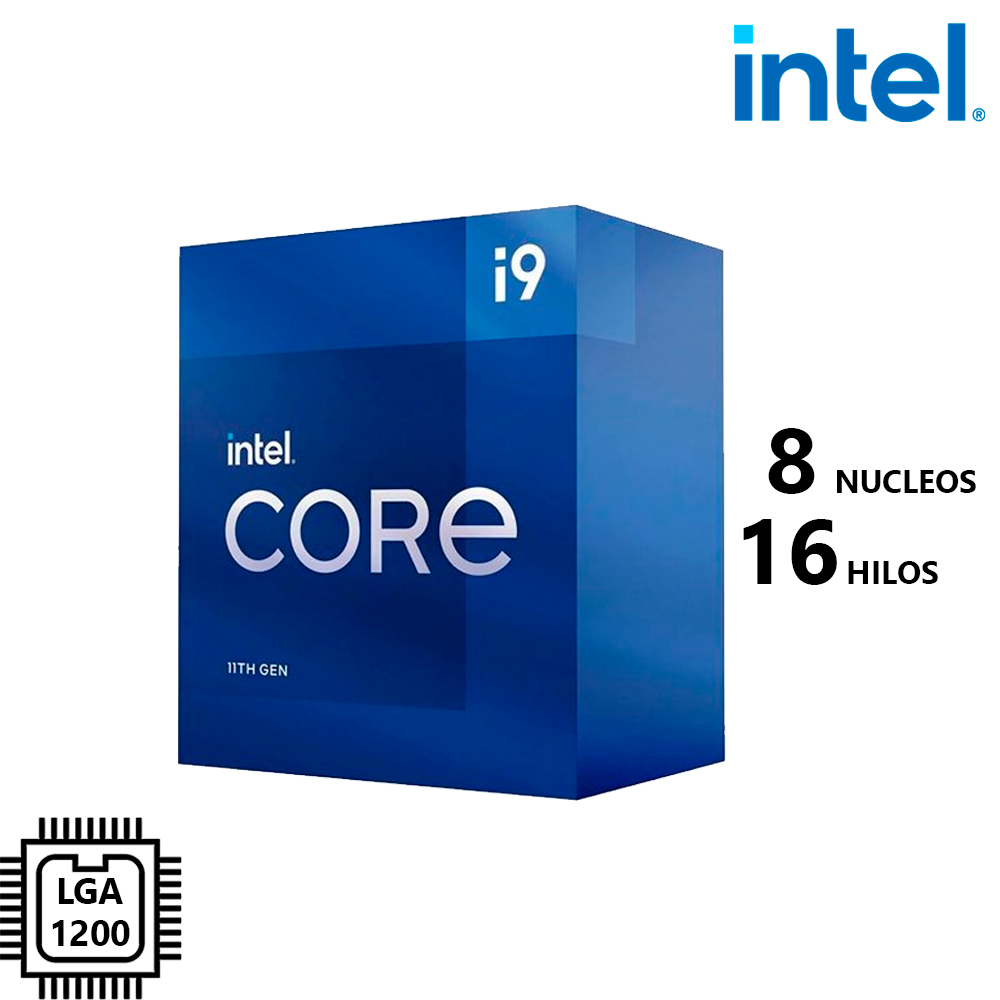 intel®
i9
intel.
CORe
11TH GEN
8 NUCLEOS
16 HILOS
LGA
1200